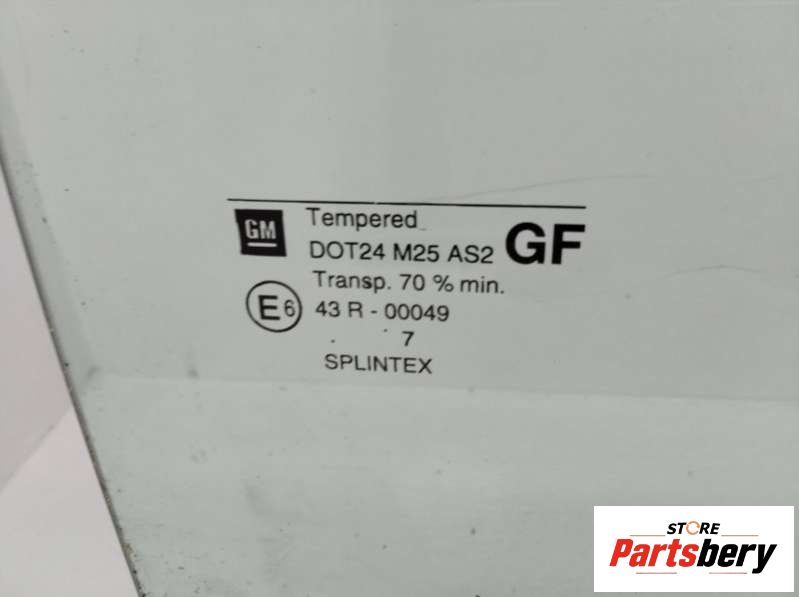 GM
Tempered
DOT24 M25 AS2 GF
Transp. 70 % min.
E6 43 R - 00049
7
SPLINTEX
STORE
Partsbery